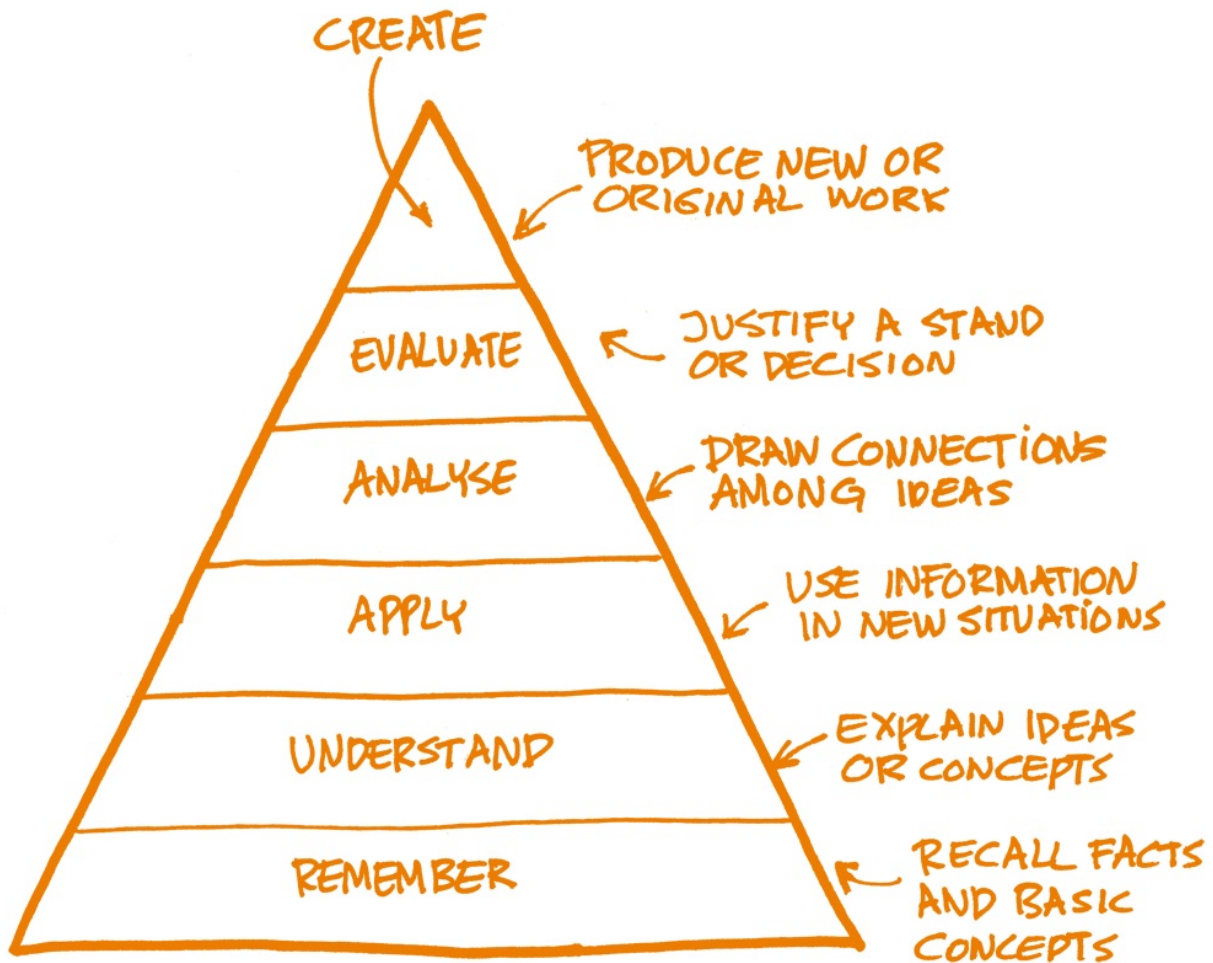 CREATE
PRODUCE NEW OR
ORIGINAL WORK
EVALUATE
JUSTIFY A STAND
OR DECISION
ANALYSE
DRAW CONNECTIONS
AMONG IDEAS
APPLY
USE INFORMATION
IN NEW SITUATIONS
UNDERSTAND
EXPLAIN IDEAS
OR CONCEPTS
REMEMBER
RECALL FACTS
AND BASIC
CONCEPTS